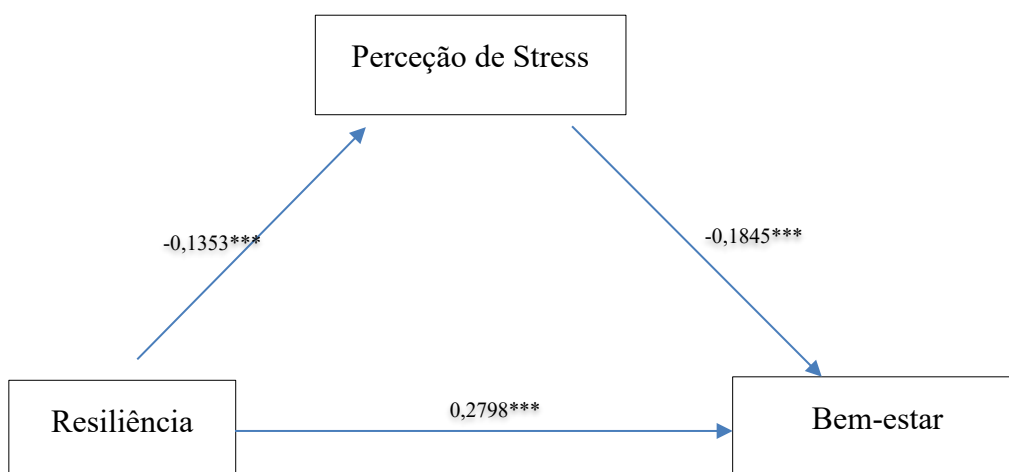 Perceção de Stress
-0,1353***
-0,1845***
0,2798***
Resiliência
Bem-estar